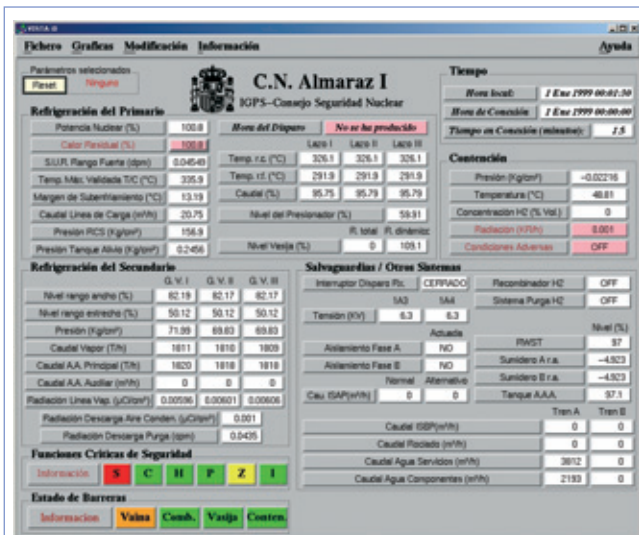 Fichero Graficas Modificación Información Ayuda
Parámetros seleccionados
Reset Ninguno
C.N. Almaraz I
IGPS-Consejo Seguridad Nuclear
Tiempo
Hora local: 1 Ene 1999 00:01:30
Hora de Conexión 1 Ene 1999 00:00:00
Tiempo en Conexión (minutos): 1.5
Refrigeración del Primario
Potencia Nuclear (%) 100.8
Calor Residual (%) 100.8
S.U.R. Rango Fuente (dpm) 0.04549
Temp. Máx. Validada T/C (°C) 335.9
Margen de Subenfriamiento (°C) 13.19
Caudal Línea de Carga (m³/h) 20.75
Presión RCS (Kg/cm²) 156.9
Presión Tanque Alivio (Kg/cm²) 0.2456
Hora del Disparo No se ha producido
Lazo I Lazo II Lazo III
Temp. r.c. (°C) 326.1 326.1 326.1
Temp. r.f. (°C) 291.9 291.9 291.9
Caudal (%) 95.75 95.79 95.79
Nivel del Presionador (%) 59.91
R. total R. dinámico
Nivel Vasija (%) 0 109.1
Contención
Presión (Kg/cm²) -0.02216
Temperatura (°C) 48.81
Concentración H2 (% Vol.) 0
Radiación (KR/h) 0.001
Condiciones Adversas OFF
Refrigeración del Secundario
G.V. I G.V. II G.V. III
Nivel rango ancho (%) 82.19 82.17 82.17
Nivel rango estrecho (%) 50.12 50.12 50.12
Presión (Kg/cm²) 71.99 69.83 69.83
Caudal Vapor (T/h) 1811 1810 1809
Caudal A.A. Principal (T/h) 1820 1818 1818
Caudal A.A. Auxiliar (m³/h) 0 0 0
Radiación Línea Vap. (µCi/cm³) 0.00596 0.00601 0.00606
Radiación Descarga Aire Conden. (µCi/cm³) 0.001
Radiación Descarga Purga (cpm) 0.0435
Salvaguardias / Otros Sistemas
Interruptor Disparo Rx. CERRADO
1A3 1A4
Tensión (KV) 6.3 6.3
Actuada
Aislamiento Fase A NO
Aislamiento Fase B NO
Normal Alternativo
Cau. ISAP(m³/h) 0 0
Recombinador H2 OFF
Sistema Purga H2 OFF
Nivel (%)
RWST 97
Sumidero A r.a. -4.923
Sumidero B r.a. -4.923
Tanque A.A.A. 97.1
Tren A Tren B
Caudal ISBP(m³/h) 0 0
Caudal Rociado (m³/h) 0 0
Caudal Agua Servicios (m³/h) 3812 0
Caudal Agua Componentes (m³/h) 2193 0
Funciones Críticas de Seguridad
Información S C H P Z I
Estado de Barreras
Informacion Vaina Comb. Vasija Conten.